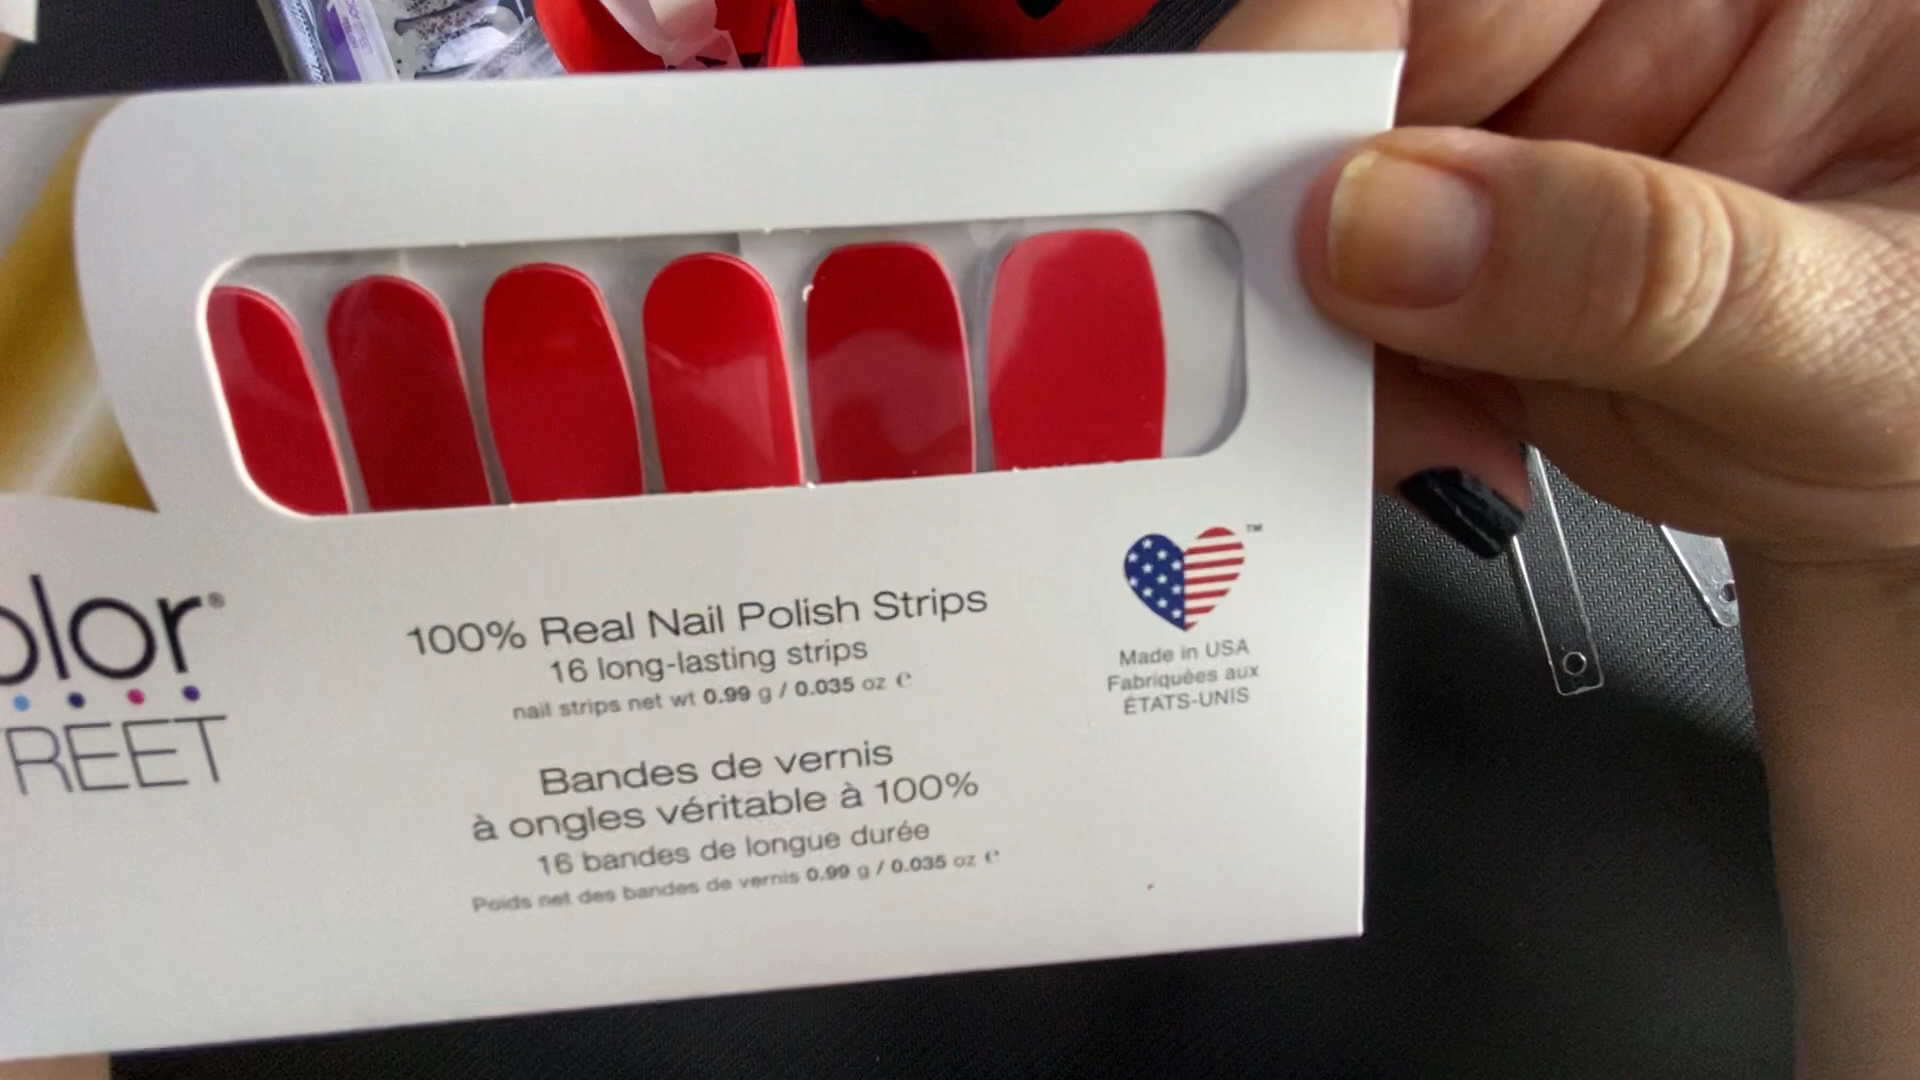 olor®
REET
100% Real Nail Polish Strips
16 long-lasting strips
nail strips net wt 0.99 g / 0.035 oz ℮
Bandes de vernis
à ongles véritable à 100%
16 bandes de longue durée
Poids net des bandes de vernis 0.99 g / 0.035 oz ℮
™
Made in USA
Fabriquées aux
ÉTATS-UNIS